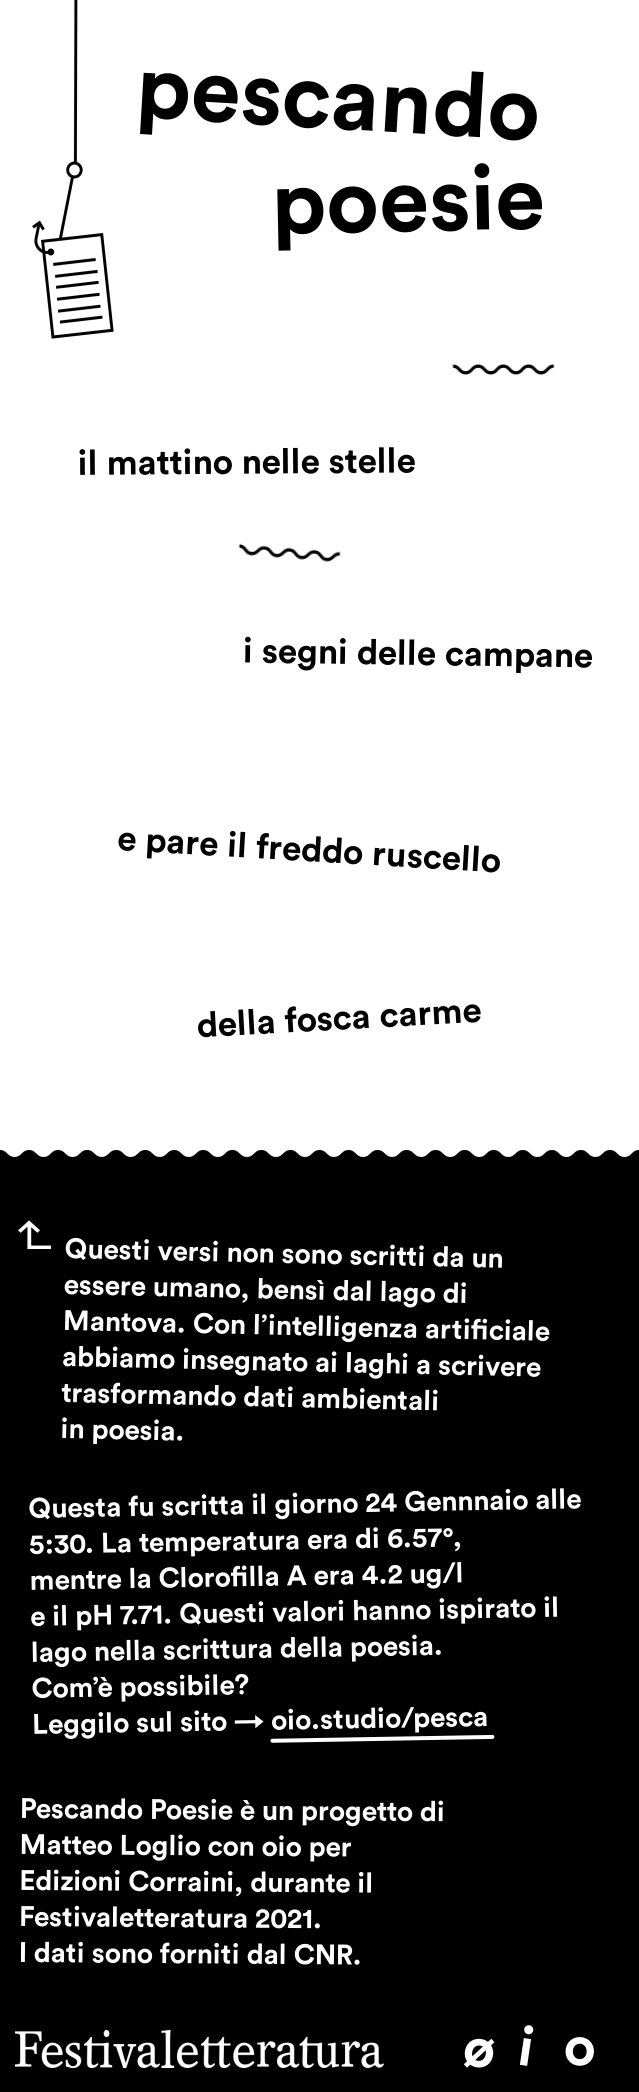 pescando
poesie
il mattino nelle stelle
i segni delle campane
e pare il freddo ruscello
della fosca carme
Questi versi non sono scritti da un
essere umano, bensì dal lago di
Mantova. Con l’intelligenza artificiale
abbiamo insegnato ai laghi a scrivere
trasformando dati ambientali
in poesia.
Questa fu scritta il giorno 24 Gennnaio alle
5:30. La temperatura era di 6.57°,
mentre la Clorofilla A era 4.2 ug/l
e il pH 7.71. Questi valori hanno ispirato il
lago nella scrittura della poesia.
Com’è possibile?
Leggilo sul sito → oio.studio/pesca
Pescando Poesie è un progetto di
Matteo Loglio con oio per
Edizioni Corraini, durante il
Festivaletteratura 2021.
I dati sono forniti dal CNR.
Festivaletteratura ø i o